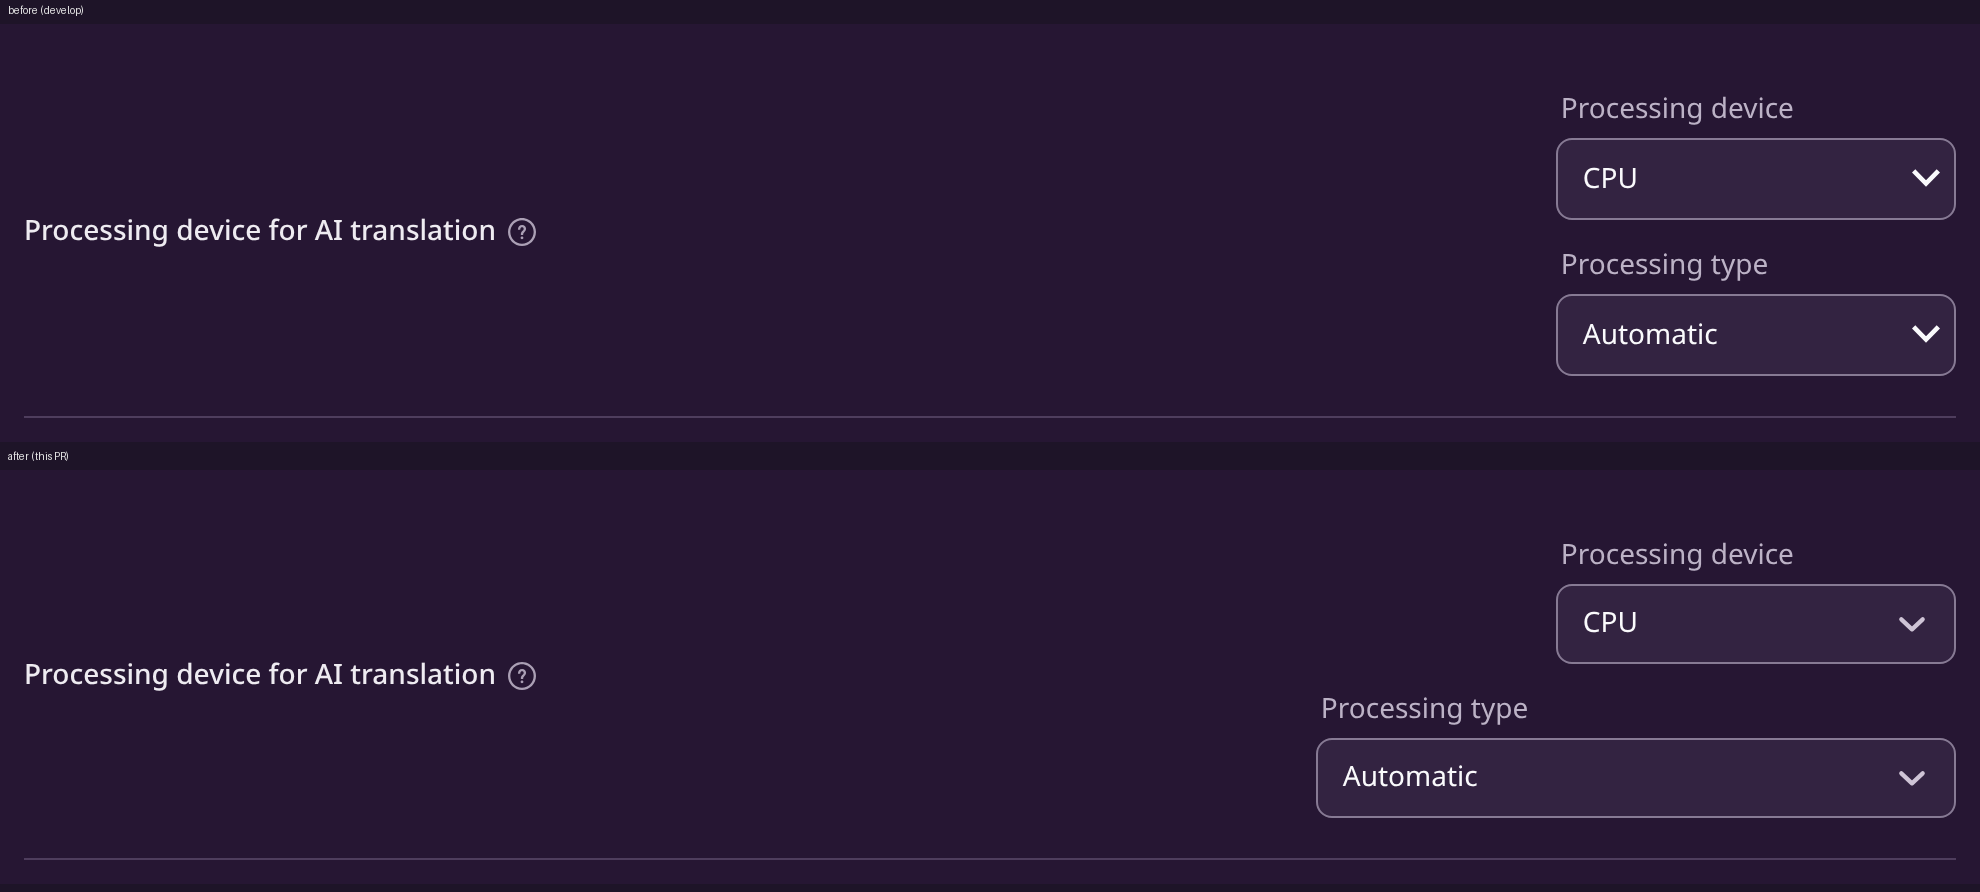 before (develop)
Processing device
CPU
Processing device for AI translation ?
Processing type
Automatic
after (this PR)
Processing device
CPU
Processing device for AI translation ?
Processing type
Automatic